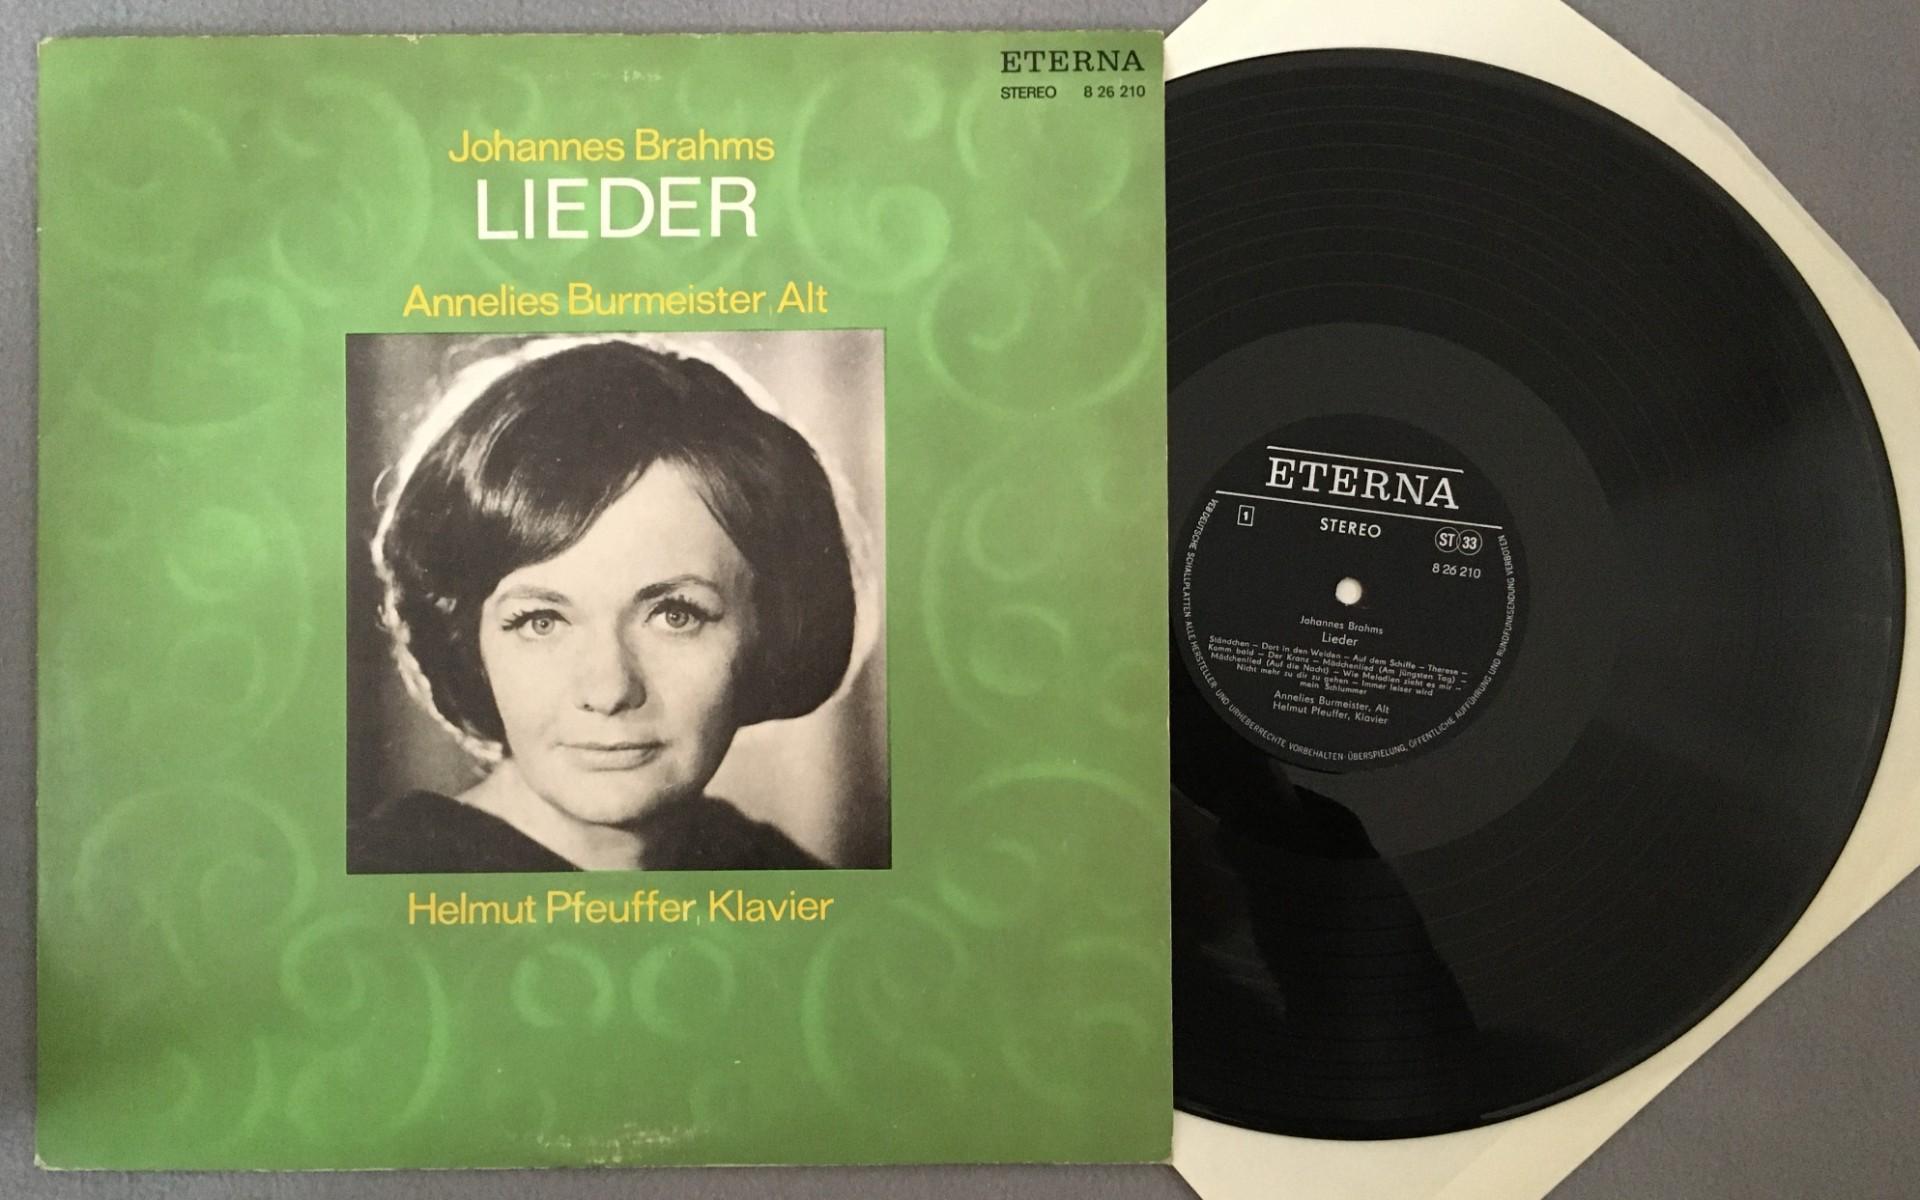 ETERNA
STEREO 8 26 210
Johannes Brahms
LIEDER
Annelies Burmeister, Alt
Helmut Pfeuffer, Klavier
ETERNA
1 STEREO ST 33
8 26 210
Johannes Brahms
Lieder
Ständchen – Dort in den Weiden – Auf dem Schiffe – Therese –
Komm bald – Der Kranz – Mädchenlied (Am jüngsten Tag) –
Mädchenlied (Auf die Nacht) – Wie Melodien zieht es mir –
Nicht mehr zu dir zu gehen – Immer leiser wird
mein Schlummer
Annelies Burmeister, Alt
Helmut Pfeuffer, Klavier
VEB DEUTSCHE SCHALLPLATTEN · ALLE HERSTELLER- UND URHEBERRECHTE VORBEHALTEN · ÜBERSPIELUNG, ÖFFENTLICHE AUFFÜHRUNG UND RUNDFUNKSENDUNG VERBOTEN